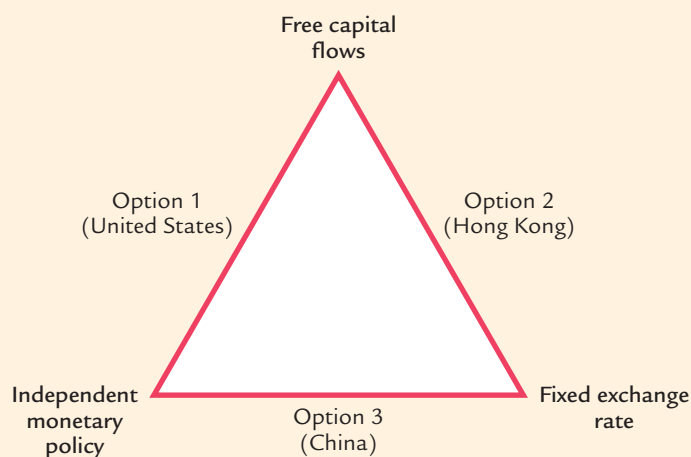 Free capital
flows
Option 1
(United States)
Option 2
(Hong Kong)
Independent
monetary
policy
Option 3
(China)
Fixed exchange
rate